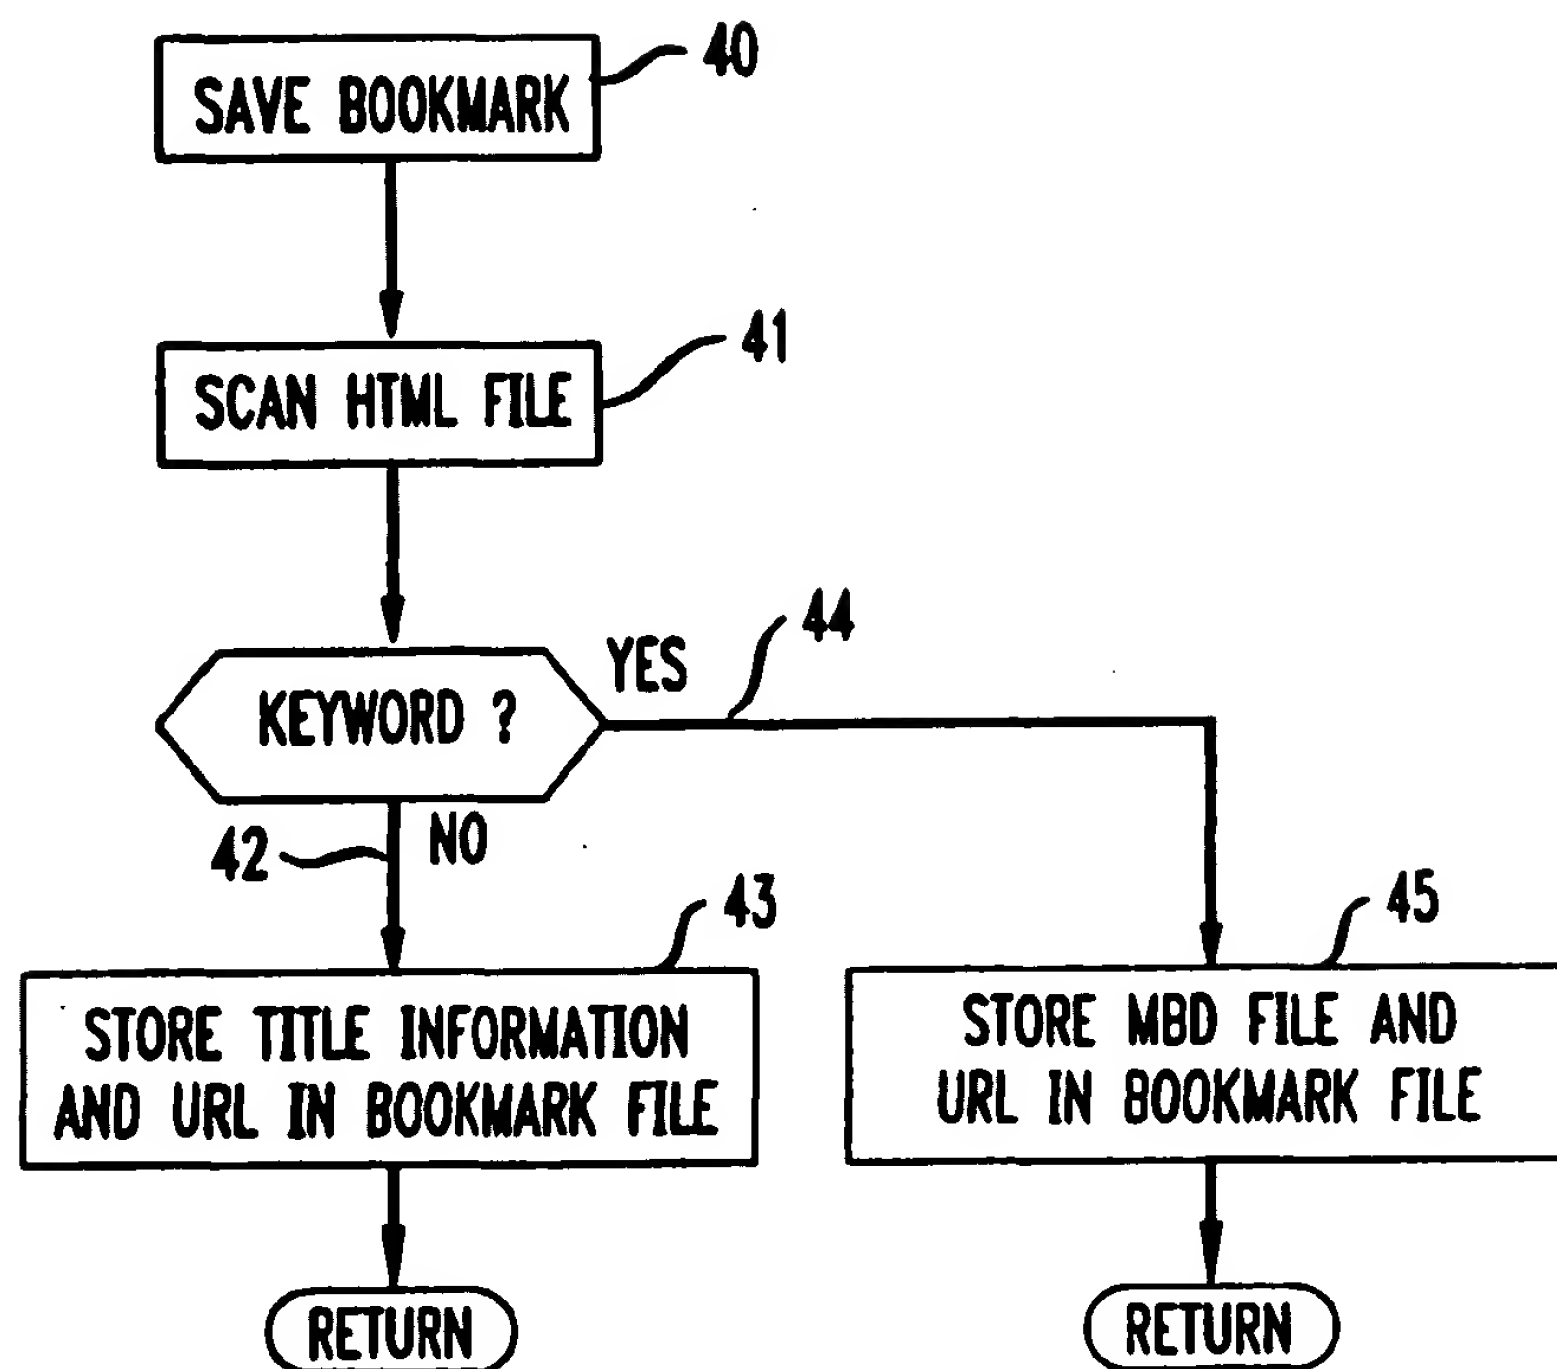 SAVE BOOKMARK
40
SCAN HTML FILE
41
KEYWORD ?
YES
44
42
NO
43
STORE TITLE INFORMATION
AND URL IN BOOKMARK FILE
45
STORE MBD FILE AND
URL IN BOOKMARK FILE
RETURN
RETURN